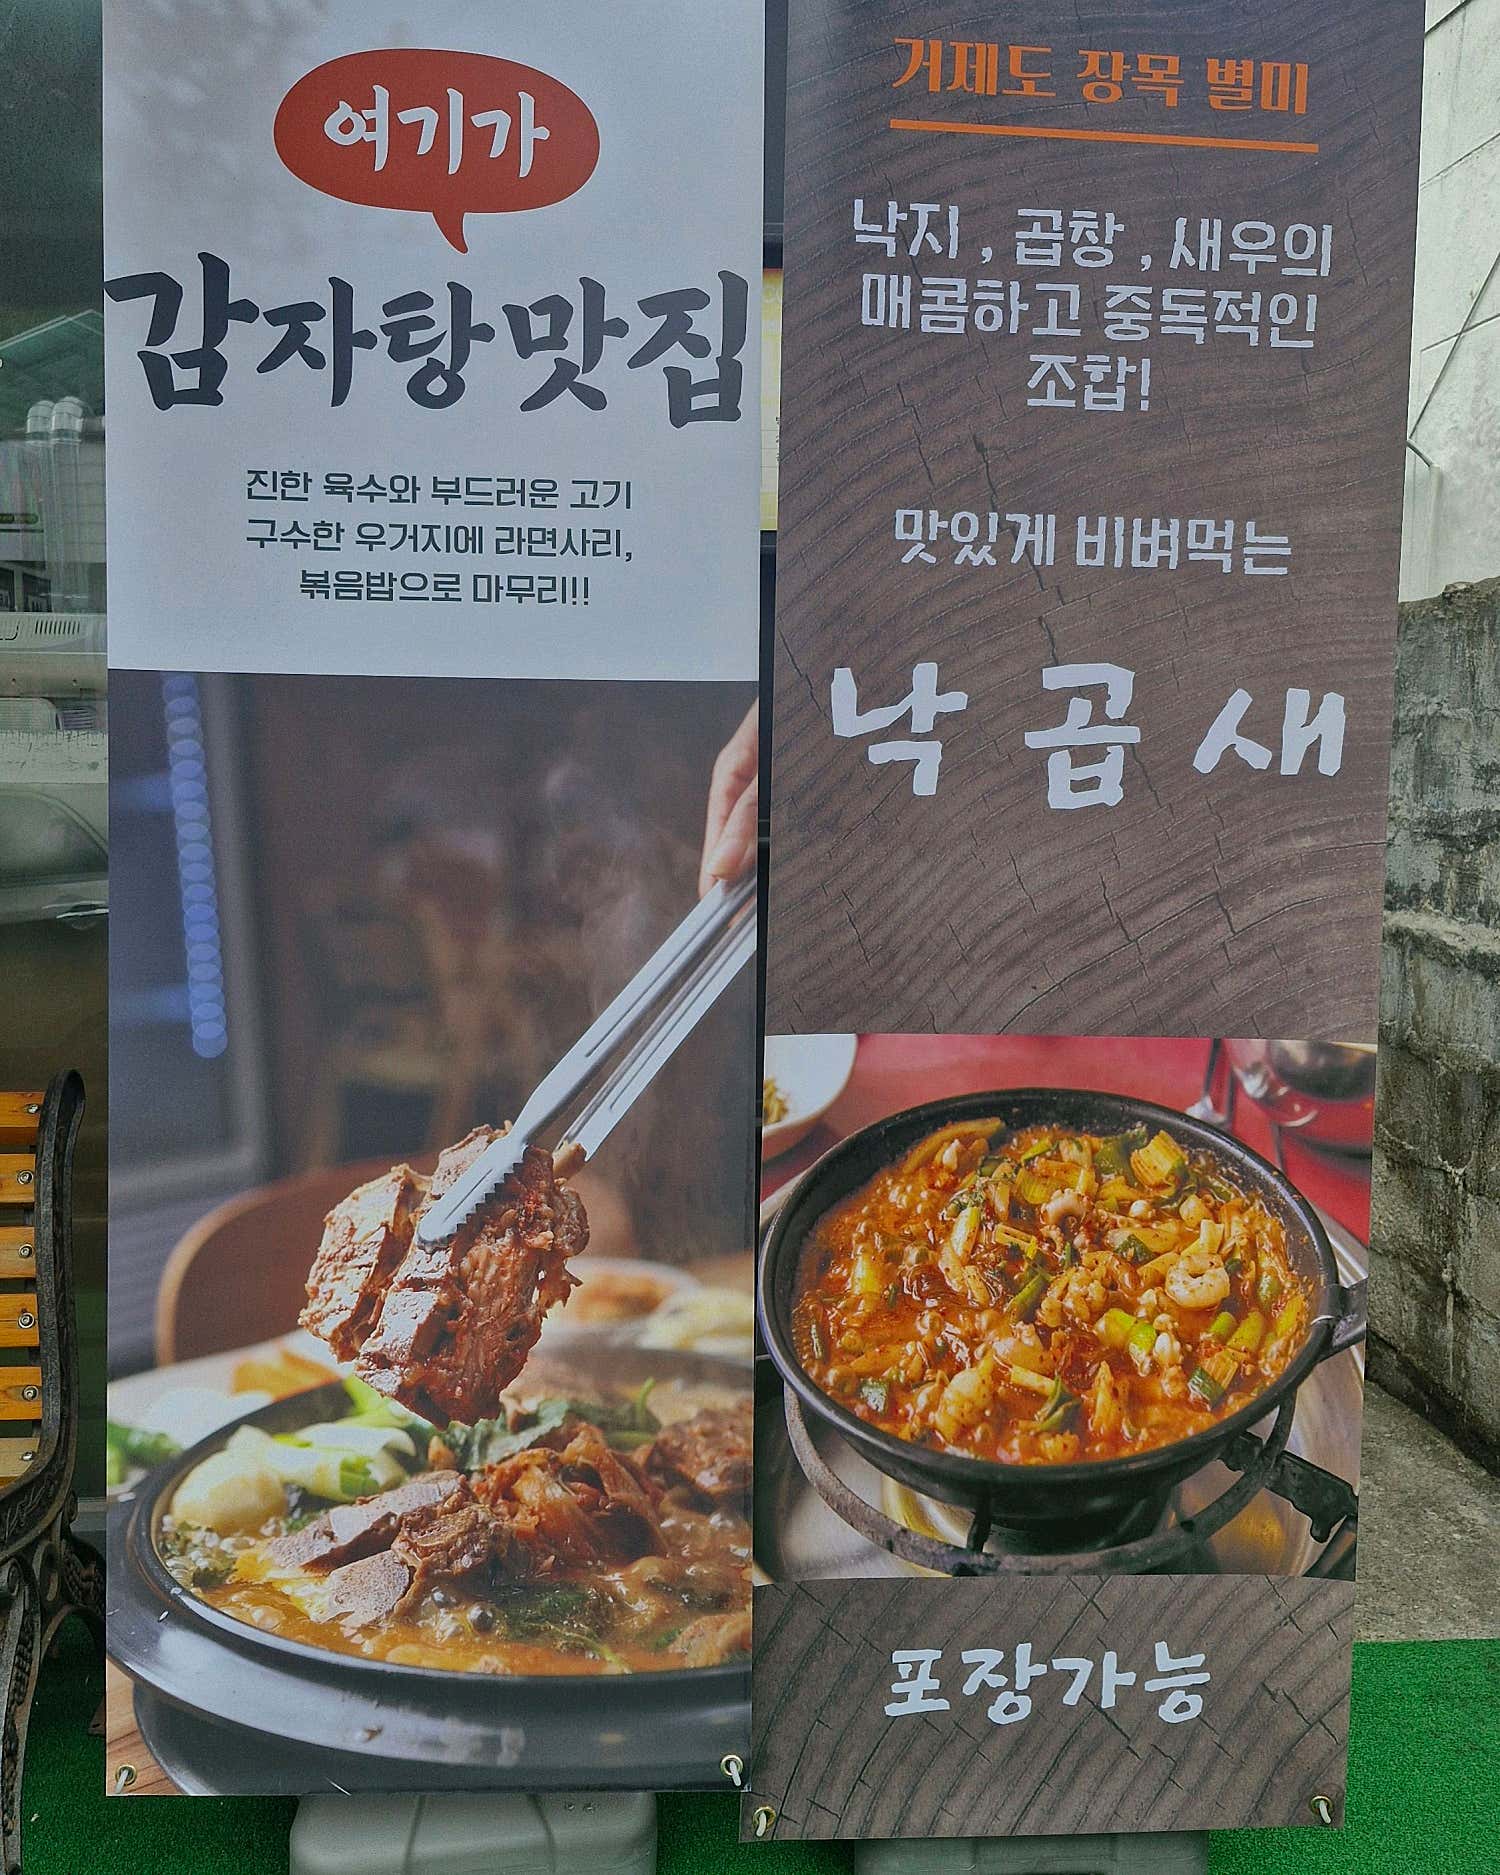 여기가
감자탕맛집
진한 육수와 부드러운 고기
구수한 우거지에 라면사리,
볶음밥으로 마무리!!
거제도 장목 별미
낙지 , 곱창 , 새우의
매콤하고 중독적인
조합!
맛있게 비벼먹는
낙곱새
포장가능